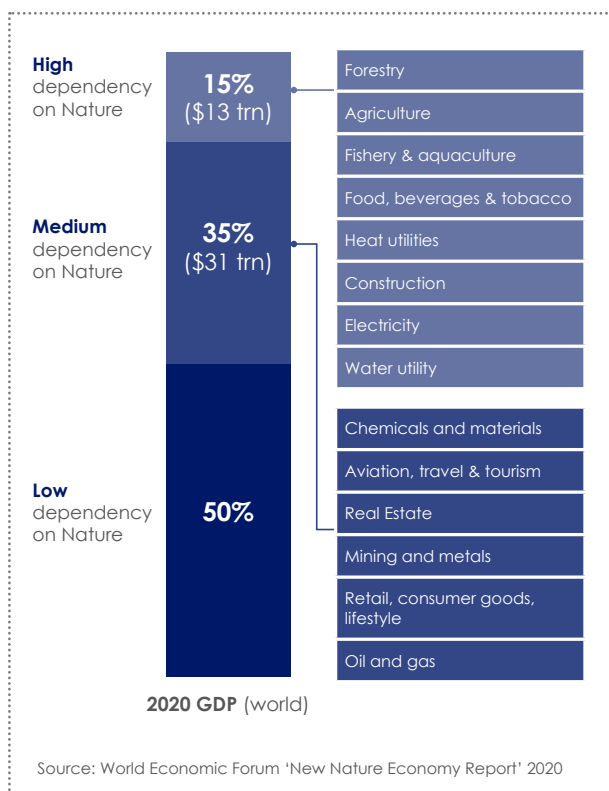 High
dependency
on Nature
15%
($13 trn)
Medium
dependency
on Nature
35%
($31 trn)
Low
dependency
on Nature
50%
2020 GDP (world)
Forestry
Agriculture
Fishery & aquaculture
Food, beverages & tobacco
Heat utilities
Construction
Electricity
Water utility
Chemicals and materials
Aviation, travel & tourism
Real Estate
Mining and metals
Retail, consumer goods,
lifestyle
Oil and gas
Source: World Economic Forum ‘New Nature Economy Report’ 2020